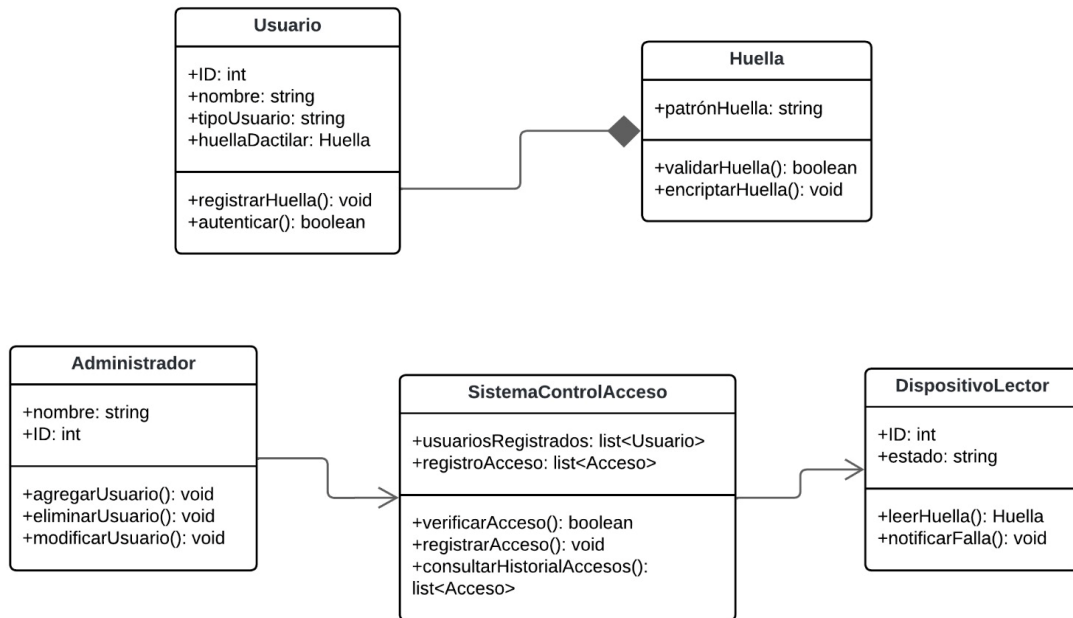 Usuario
+ID: int
+nombre: string
+tipoUsuario: string
+huellaDactilar: Huella
+registrarHuella(): void
+autenticar(): boolean
Huella
+patrónHuella: string
+validarHuella(): boolean
+encriptarHuella(): void
Administrador
+nombre: string
+ID: int
+agregarUsuario(): void
+eliminarUsuario(): void
+modificarUsuario(): void
SistemaControlAcceso
+usuariosRegistrados: list<Usuario>
+registroAcceso: list<Acceso>
+verificarAcceso(): boolean
+registrarAcceso(): void
+consultarHistorialAccesos():
list<Acceso>
DispositivoLector
+ID: int
+estado: string
+leerHuella(): Huella
+notificarFalla(): void